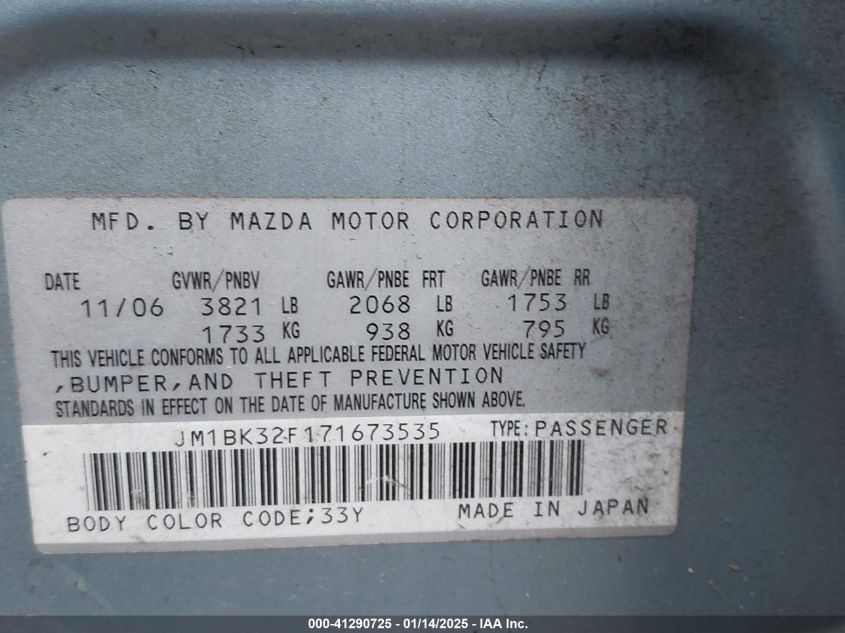 MFD. BY MAZDA MOTOR CORPORATION
DATE GVWR/PNBV GAWR/PNBE FRT GAWR/PNBE RR
11/06 3821 LB 2068 LB 1753 LB
1733 KG 938 KG 795 KG
THIS VEHICLE CONFORMS TO ALL APPLICABLE FEDERAL MOTOR VEHICLE SAFETY
,BUMPER,AND THEFT PREVENTION
STANDARDS IN EFFECT ON THE DATE OF MANUFACTURE SHOWN ABOVE.
JM1BK32F171673535 TYPE:PASSENGER
BODY COLOR CODE;33Y MADE IN JAPAN
000-41290725 - 01/14/2025 - IAA Inc.